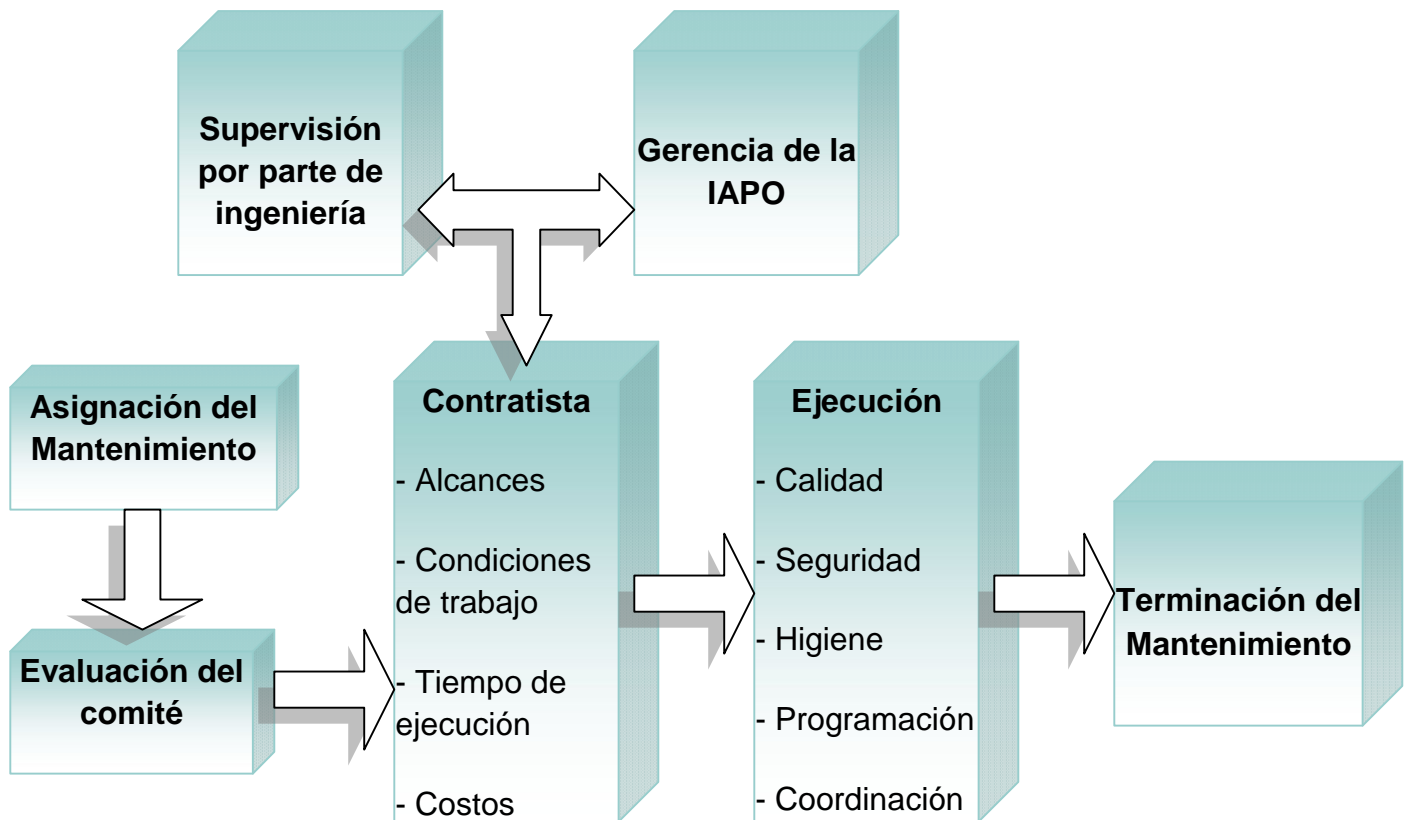 Supervisión
por parte de
ingeniería
Gerencia de la
IAPO
Asignación del
Mantenimiento
Evaluación del
comité
Contratista
- Alcances
- Condiciones
de trabajo
- Tiempo de
ejecución
- Costos
Ejecución
- Calidad
- Seguridad
- Higiene
- Programación
- Coordinación
Terminación del
Mantenimiento